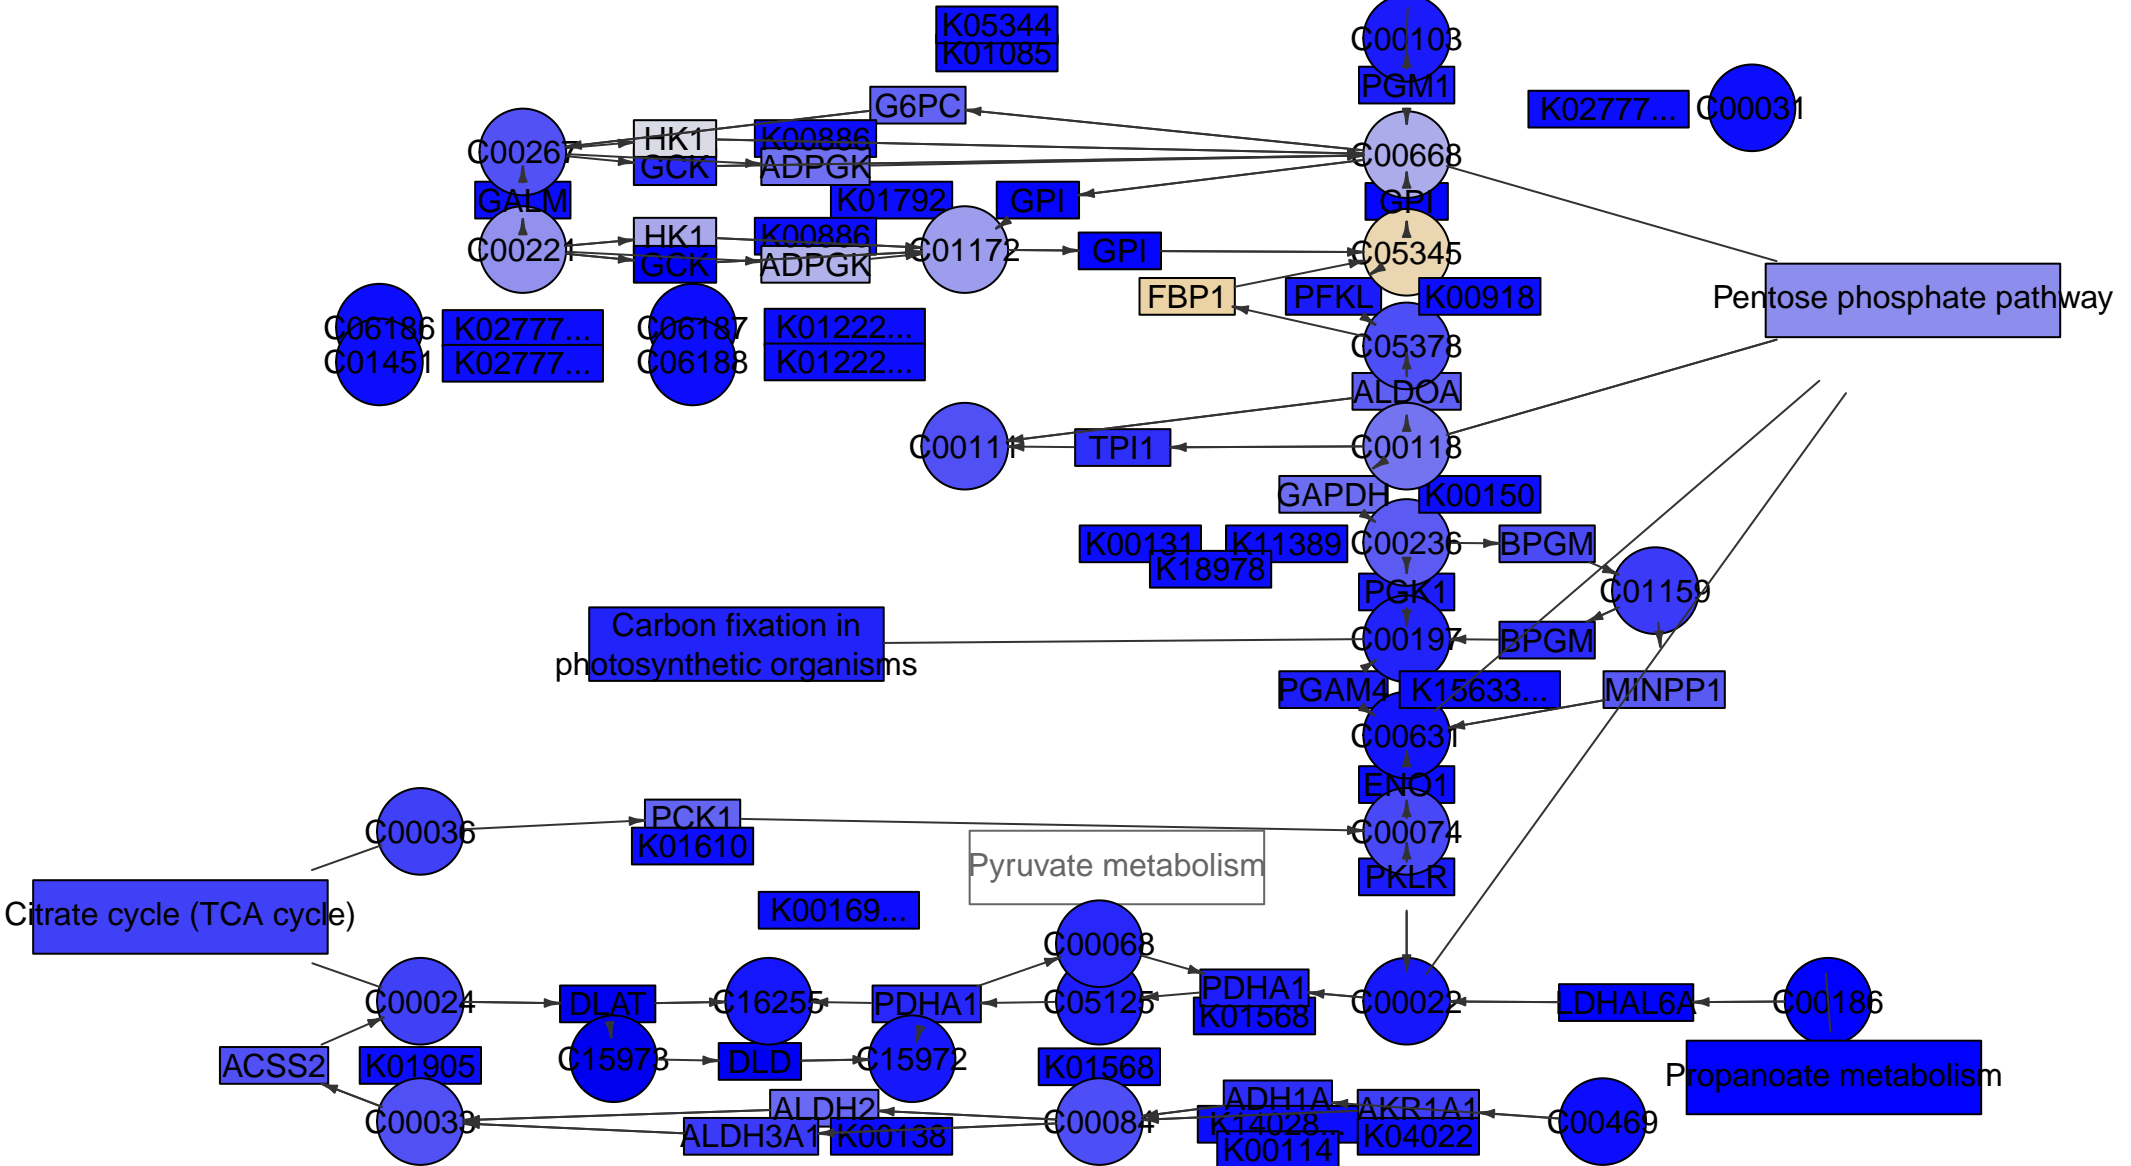 K05344
K01085
C00103
PGM1
K02777...
C00031
G6PC
C00267
HK1
K00886
GCK
ADPGK
C00668
GALM
K01792
GPI
GPI
C00221
HK1
K00886
GCK
ADPGK
C01172
GPI
C05345
FBP1
PFKL
K00918
Pentose phosphate pathway
C06186
K02777...
C06187
K01222...
C01451
K02777...
C06188
K01222...
C05378
ALDOA
C00111
TPI1
C00118
GAPDH
K00150
K00131
K11389
K18978
C00236
BPGM
PGK1
C01159
Carbon fixation in
photosynthetic organisms
C00197
BPGM
PGAM4
K15633...
MINPP1
C00631
ENO1
C00036
PCK1
K01610
C00074
Pyruvate metabolism
PKLR
Citrate cycle (TCA cycle)
K00169...
C00068
C00024
DLAT
C16255
PDHA1
C05125
PDHA1
K01568
C00022
LDHAL6A
C00186
ACSS2
K01905
C15973
DLD
C15972
K01568
Propanoate metabolism
C00033
ALDH2
ALDH3A1
K00138
C00084
ADH1A
K14028...
K00114
AKR1A1
K04022
C00469